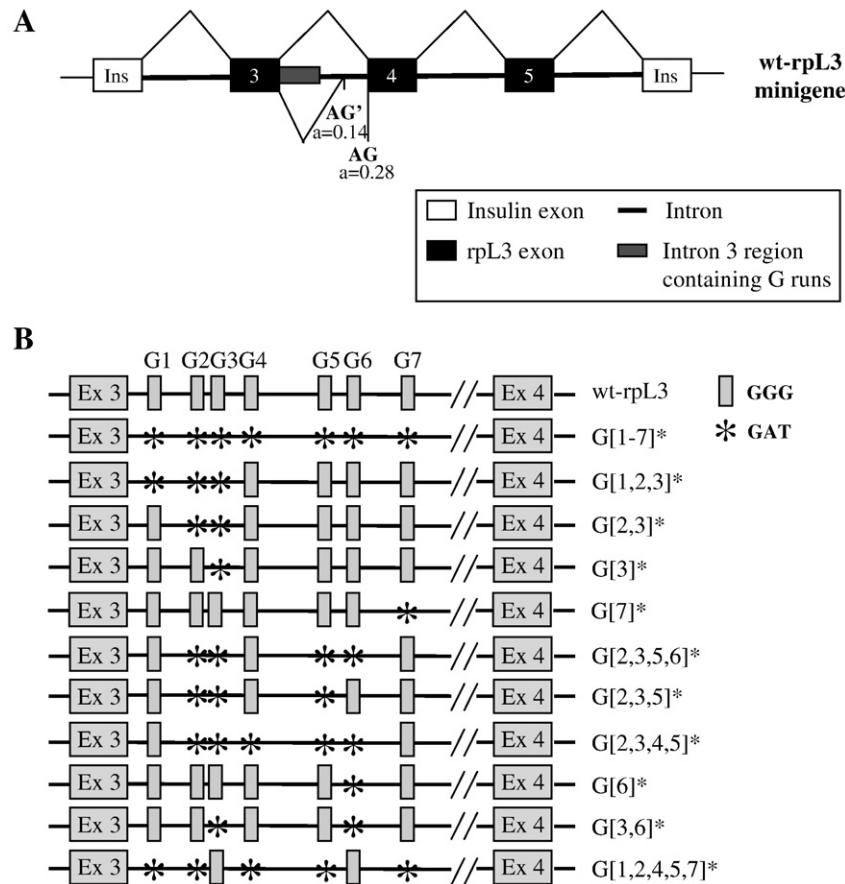 A
Ins 3 4 5 Ins
wt-rpL3
minigene
AG'
a=0.14
AG
a=0.28
Insulin exon
Intron
rpL3 exon
Intron 3 region
containing G runs
B
G1 G2 G3 G4 G5 G6 G7
Ex 3 // Ex 4 wt-rpL3 GGG
Ex 3 * * * * * * * // Ex 4 G[1-7]* * GAT
Ex 3 * * * // Ex 4 G[1,2,3]*
Ex 3 * * // Ex 4 G[2,3]*
Ex 3 * // Ex 4 G[3]*
Ex 3 * // Ex 4 G[7]*
Ex 3 * * * * // Ex 4 G[2,3,5,6]*
Ex 3 * * * // Ex 4 G[2,3,5]*
Ex 3 * * * * * // Ex 4 G[2,3,4,5]*
Ex 3 * // Ex 4 G[6]*
Ex 3 * * // Ex 4 G[3,6]*
Ex 3 * * * * * // Ex 4 G[1,2,4,5,7]*